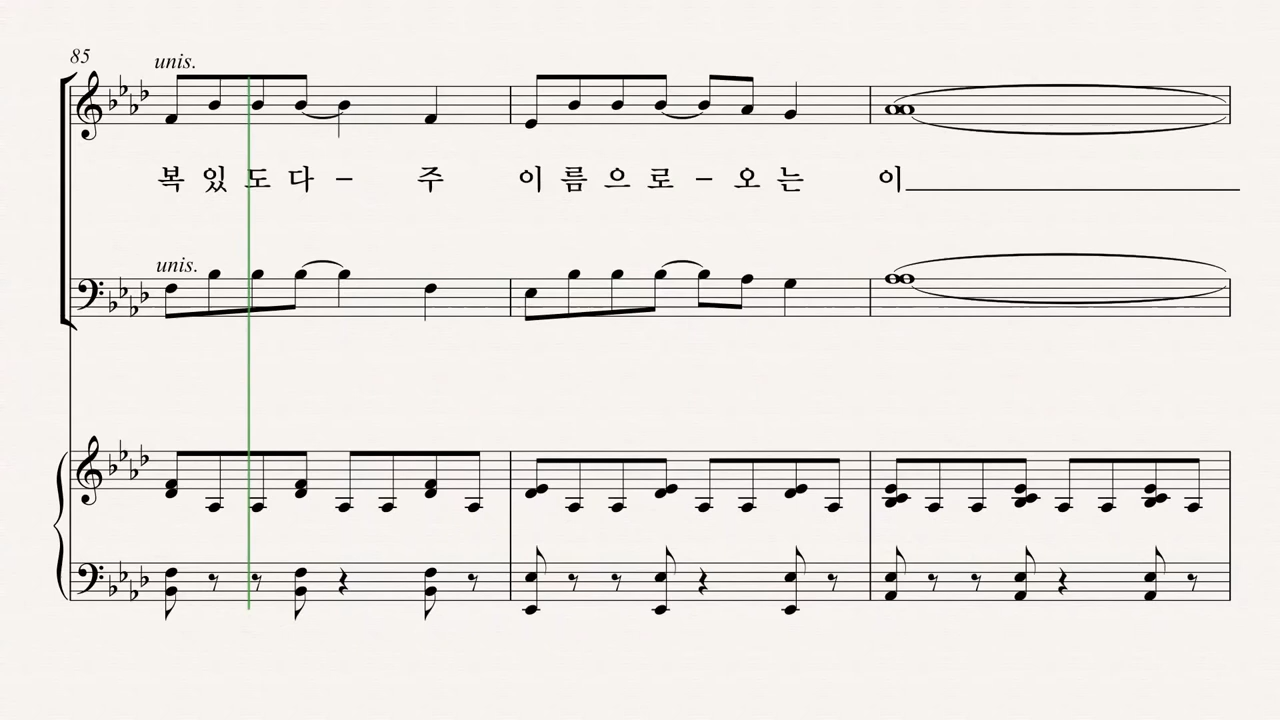 85
unis.
복 있 도 다 – 주 이 름 으 로 – 오 는 이
unis.